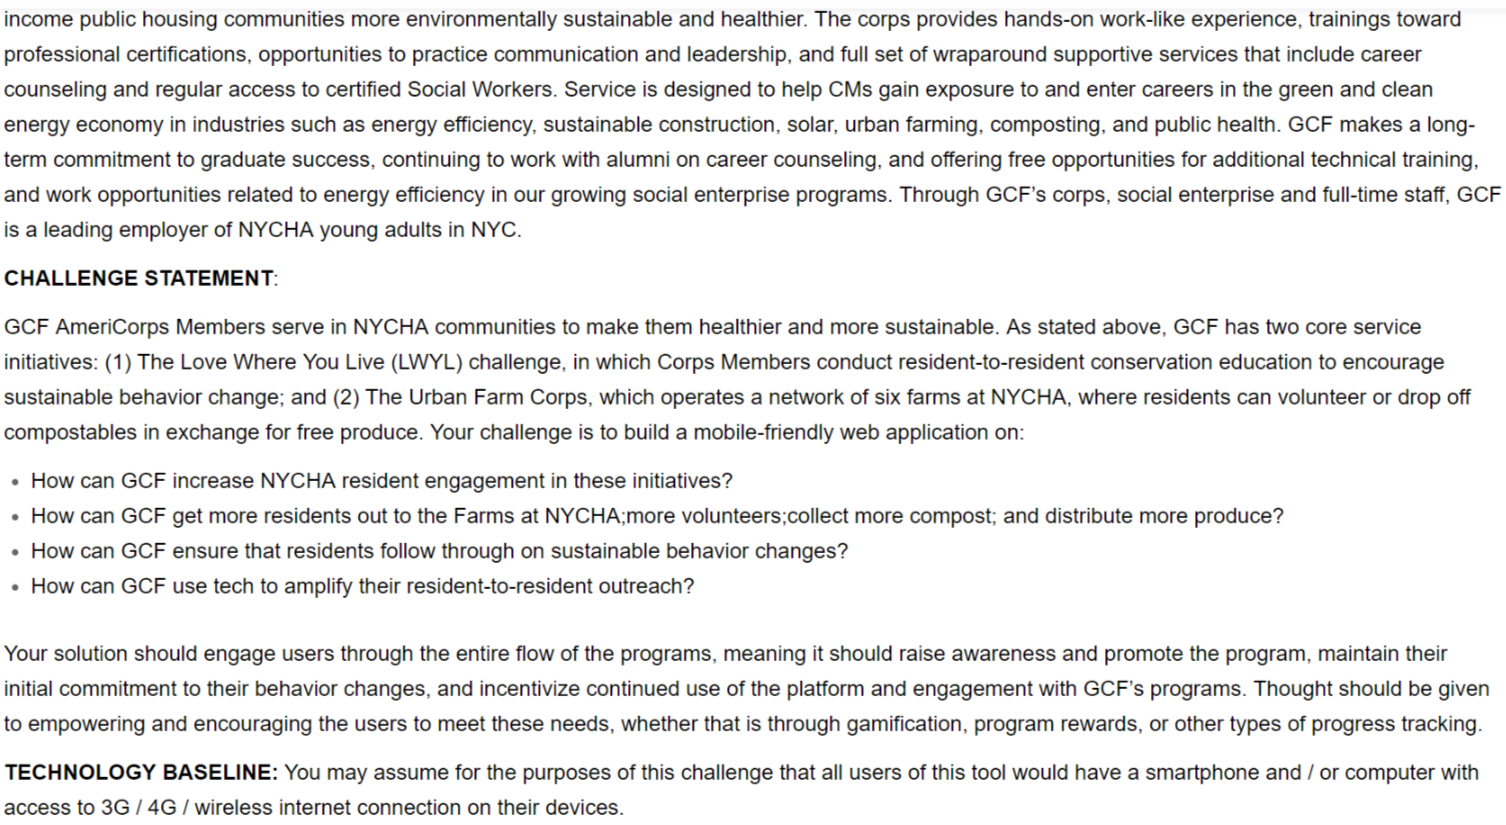 income public housing communities more environmentally sustainable and healthier. The corps provides hands-on work-like experience, trainings toward
professional certifications, opportunities to practice communication and leadership, and full set of wraparound supportive services that include career
counseling and regular access to certified Social Workers. Service is designed to help CMs gain exposure to and enter careers in the green and clean
energy economy in industries such as energy efficiency, sustainable construction, solar, urban farming, composting, and public health. GCF makes a long-
term commitment to graduate success, continuing to work with alumni on career counseling, and offering free opportunities for additional technical training,
and work opportunities related to energy efficiency in our growing social enterprise programs. Through GCF's corps, social enterprise and full-time staff, GCF
is a leading employer of NYCHA young adults in NYC.
CHALLENGE STATEMENT:
GCF AmeriCorps Members serve in NYCHA communities to make them healthier and more sustainable. As stated above, GCF has two core service
initiatives: (1) The Love Where You Live (LWYL) challenge, in which Corps Members conduct resident-to-resident conservation education to encourage
sustainable behavior change; and (2) The Urban Farm Corps, which operates a network of six farms at NYCHA, where residents can volunteer or drop off
compostables in exchange for free produce. Your challenge is to build a mobile-friendly web application on:
• How can GCF increase NYCHA resident engagement in these initiatives?
• How can GCF get more residents out to the Farms at NYCHA;more volunteers;collect more compost; and distribute more produce?
• How can GCF ensure that residents follow through on sustainable behavior changes?
• How can GCF use tech to amplify their resident-to-resident outreach?
Your solution should engage users through the entire flow of the programs, meaning it should raise awareness and promote the program, maintain their
initial commitment to their behavior changes, and incentivize continued use of the platform and engagement with GCF's programs. Thought should be given
to empowering and encouraging the users to meet these needs, whether that is through gamification, program rewards, or other types of progress tracking.
TECHNOLOGY BASELINE: You may assume for the purposes of this challenge that all users of this tool would have a smartphone and / or computer with
access to 3G / 4G / wireless internet connection on their devices.